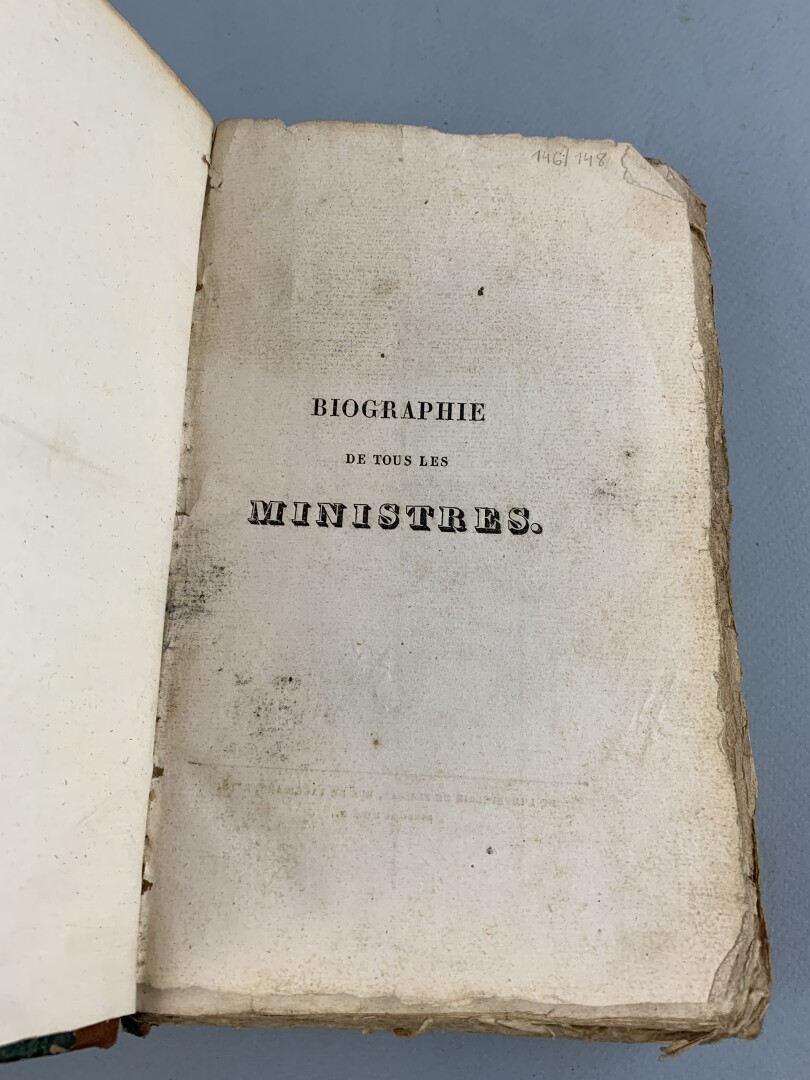 146/148
BIOGRAPHIE
DE TOUS LES
MINISTRES.